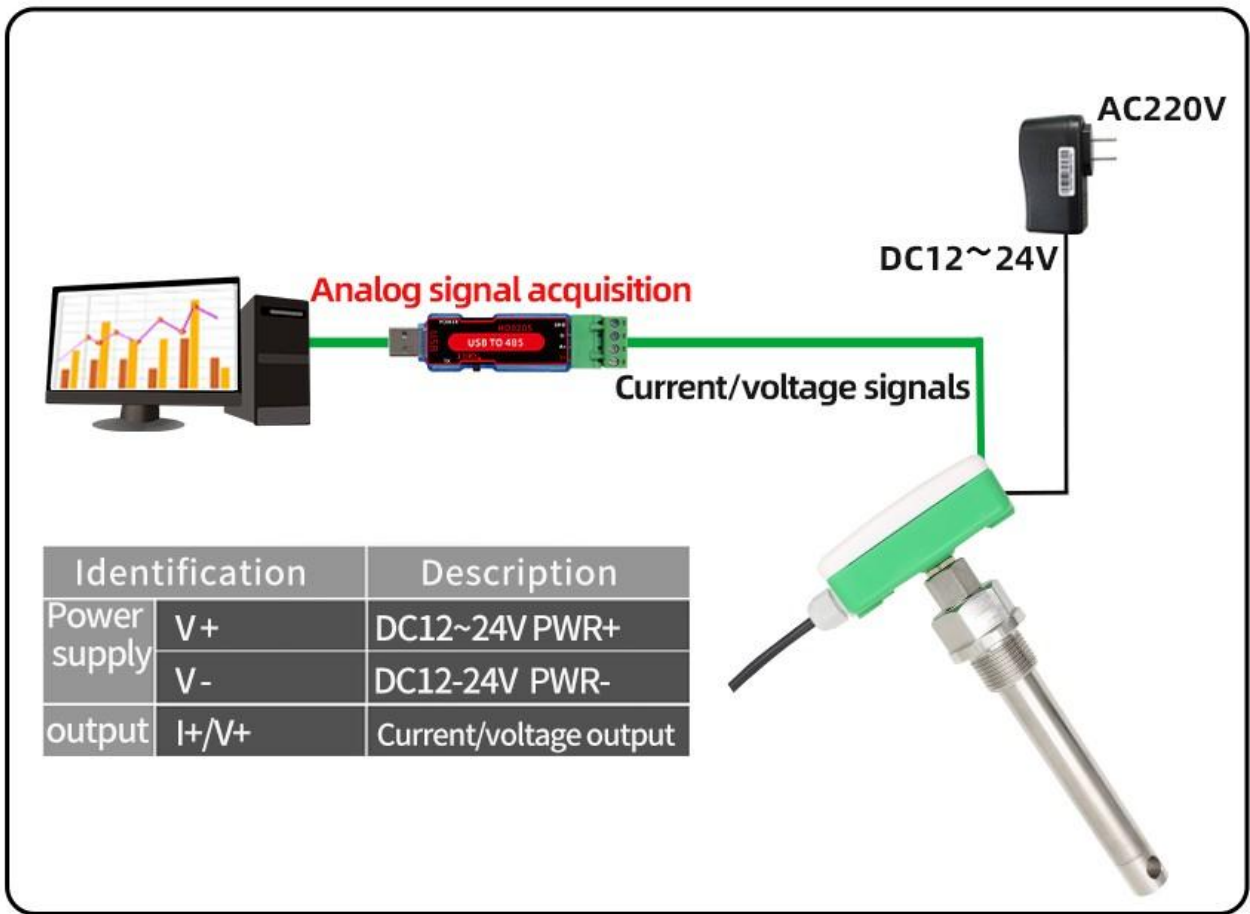 AC220V
DC12~24V
Analog signal acquisition
POWER
USB TO 485
Current/voltage signals
Identification Description
Power supply V+ DC12~24V PWR+
V- DC12-24V PWR-
output I+/V+ Current/voltage output